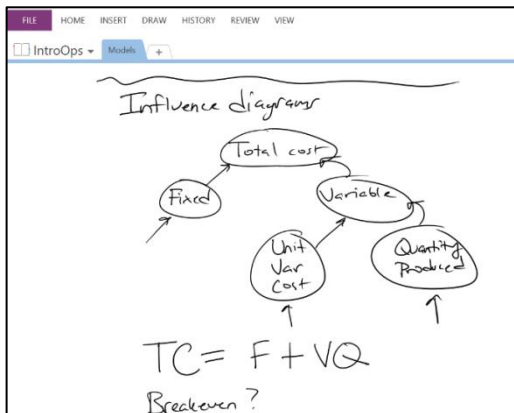 FILE HOME INSERT DRAW HISTORY REVIEW VIEW
IntroOps Models +
Influence diagrams
Total cost
Fixed Variable
Unit Var Cost Quantity Produced
TC = F + VQ
Breakeven ?